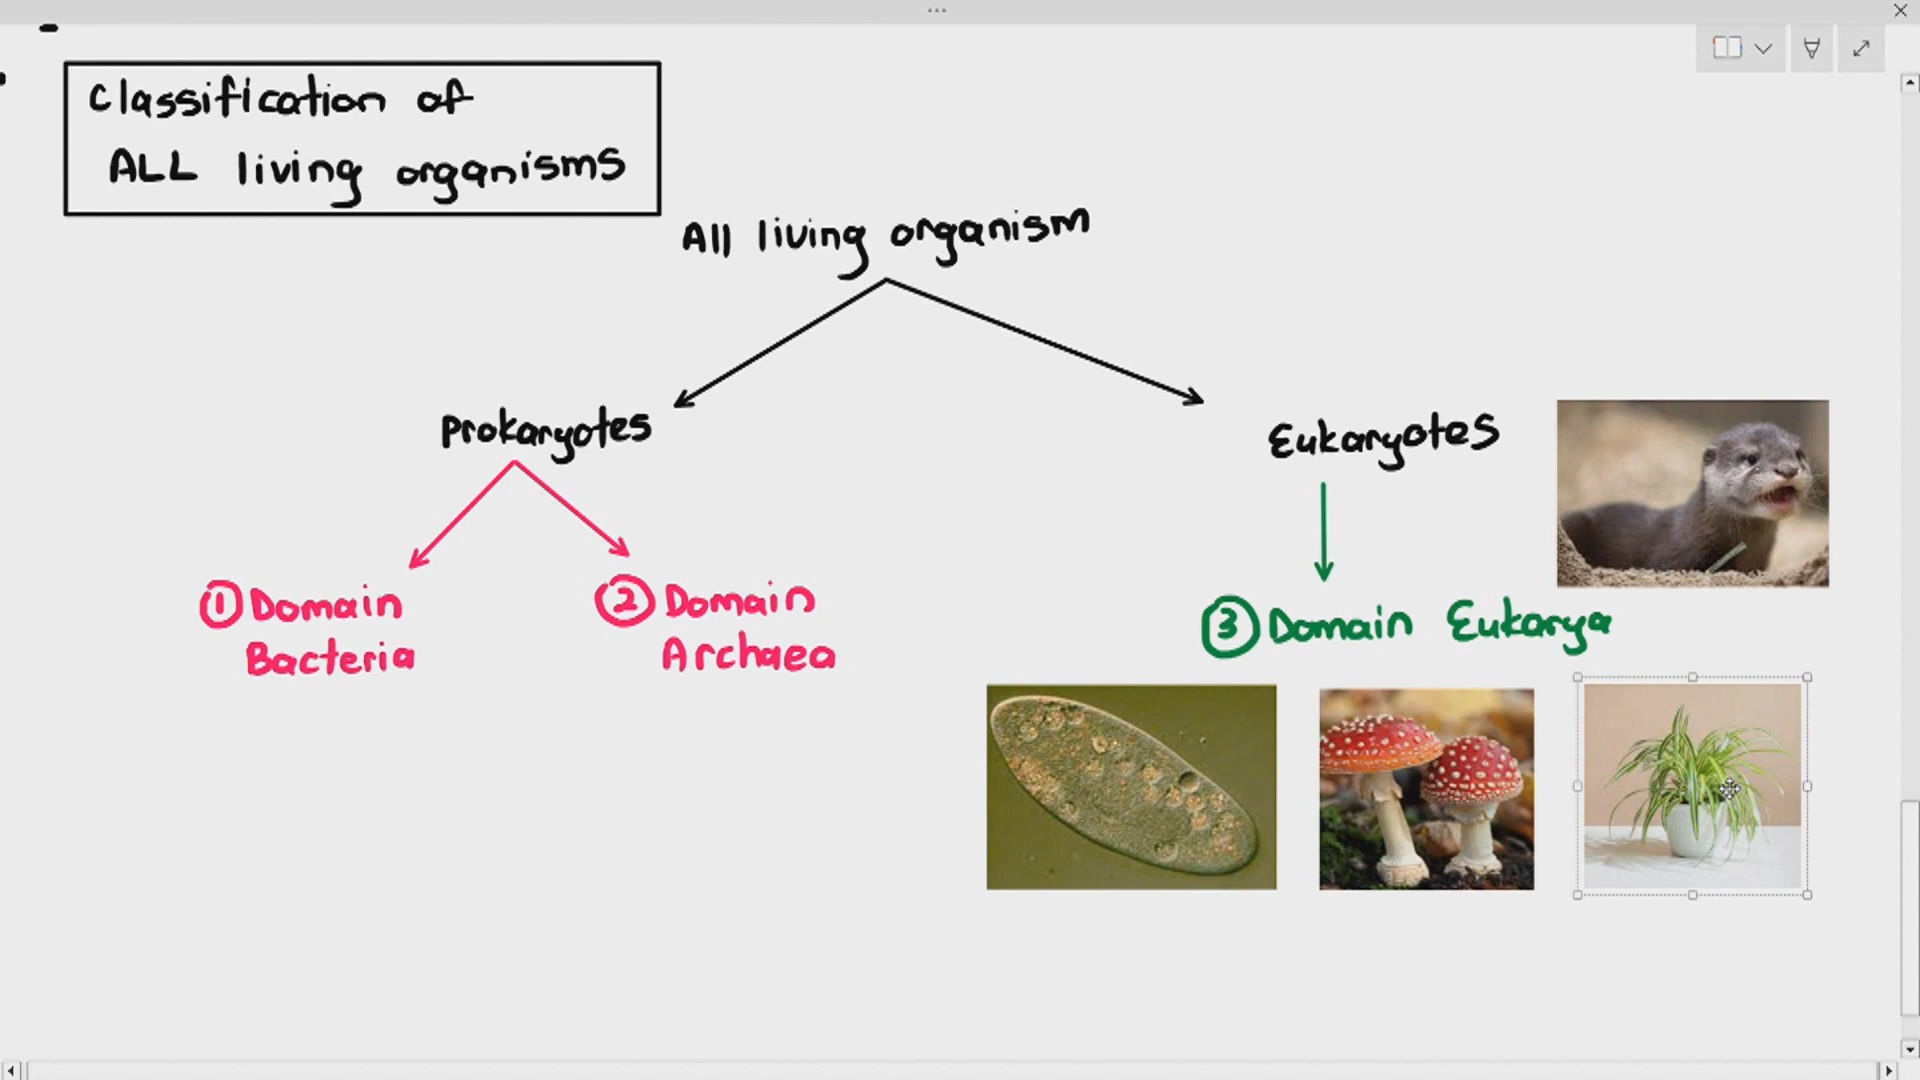 Classification of
ALL living organisms
All living organism
Prokaryotes
Eukaryotes
① Domain
Bacteria
② Domain
Archaea
③ Domain Eukarya